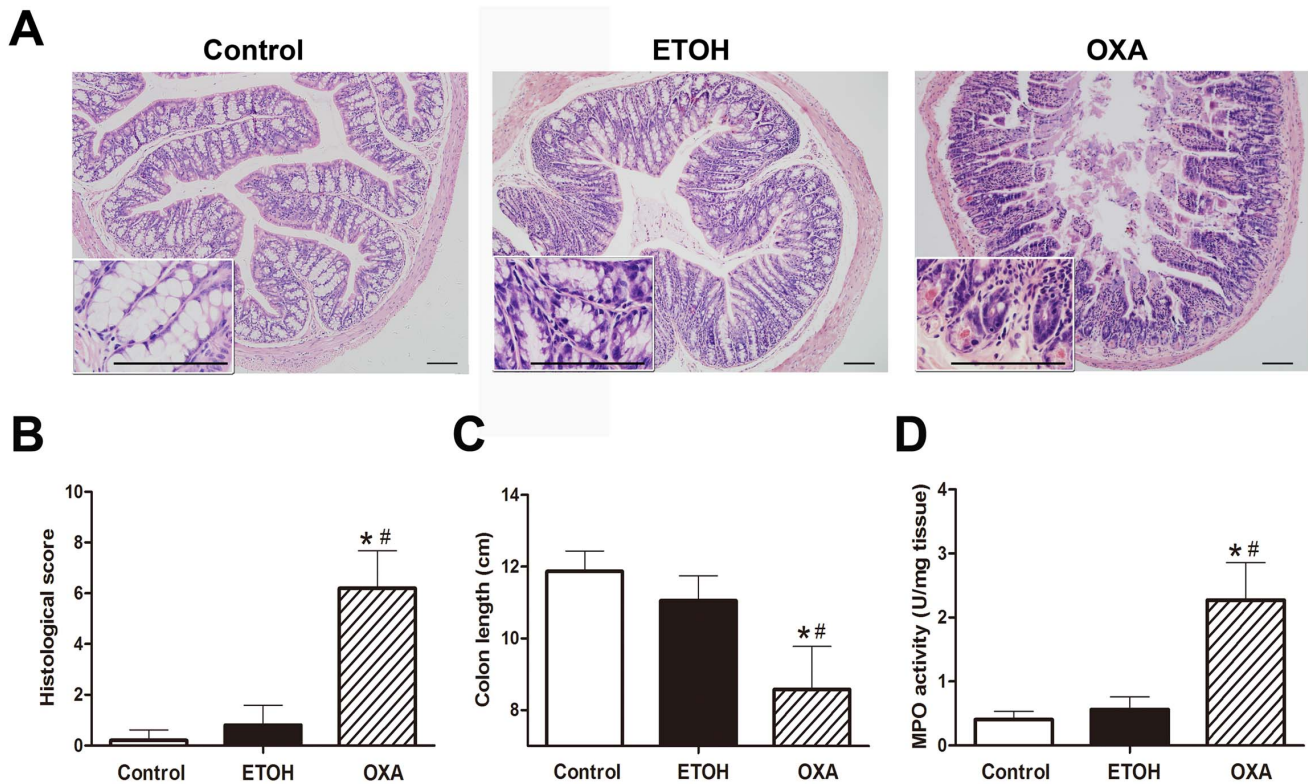 A
Control
ETOH
OXA
B
Histological score
10
8
6
4
2
0
* #
Control
ETOH
OXA
C
Colon length (cm)
14
12
10
8
* #
Control
ETOH
OXA
D
MPO activity (U/mg tissue)
4
3
2
1
0
* #
Control
ETOH
OXA